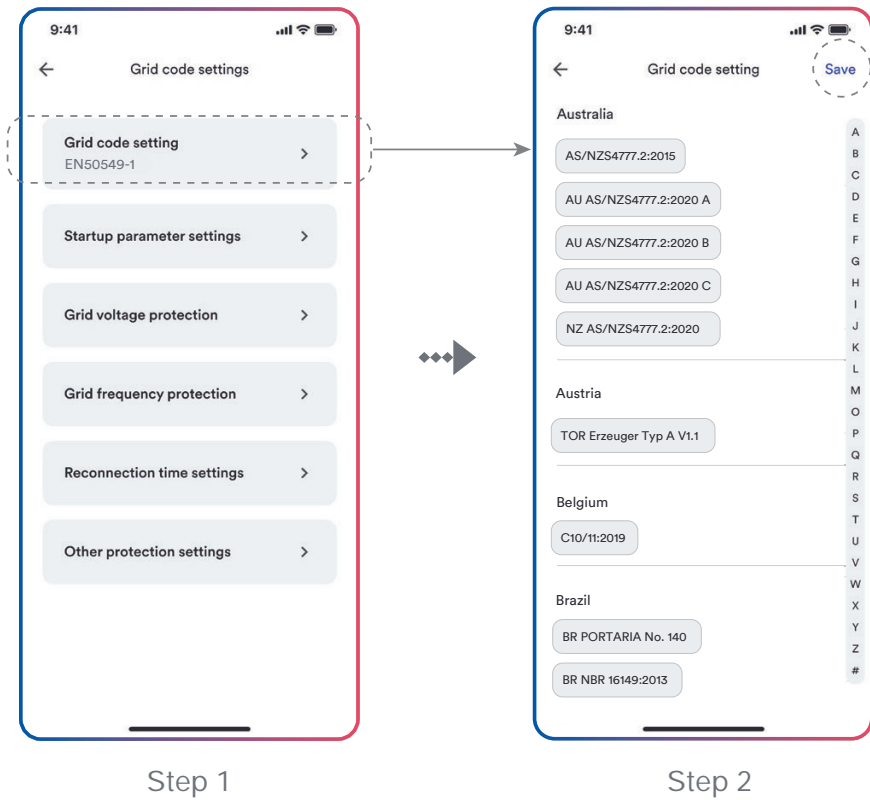 9:41
Grid code settings
Grid code setting
EN50549-1
Startup parameter settings
Grid voltage protection
Grid frequency protection
Reconnection time settings
Other protection settings
Step 1
9:41
Grid code setting
Save
Australia
AS/NZS4777.2:2015
AU AS/NZS4777.2:2020 A
AU AS/NZS4777.2:2020 B
AU AS/NZS4777.2:2020 C
NZ AS/NZS4777.2:2020
Austria
TOR Erzeuger Typ A V1.1
Belgium
C10/11:2019
Brazil
BR PORTARIA No. 140
BR NBR 16149:2013
A
B
C
D
E
F
G
H
I
J
K
L
M
O
P
Q
R
S
T
U
V
W
X
Y
Z
#
Step 2